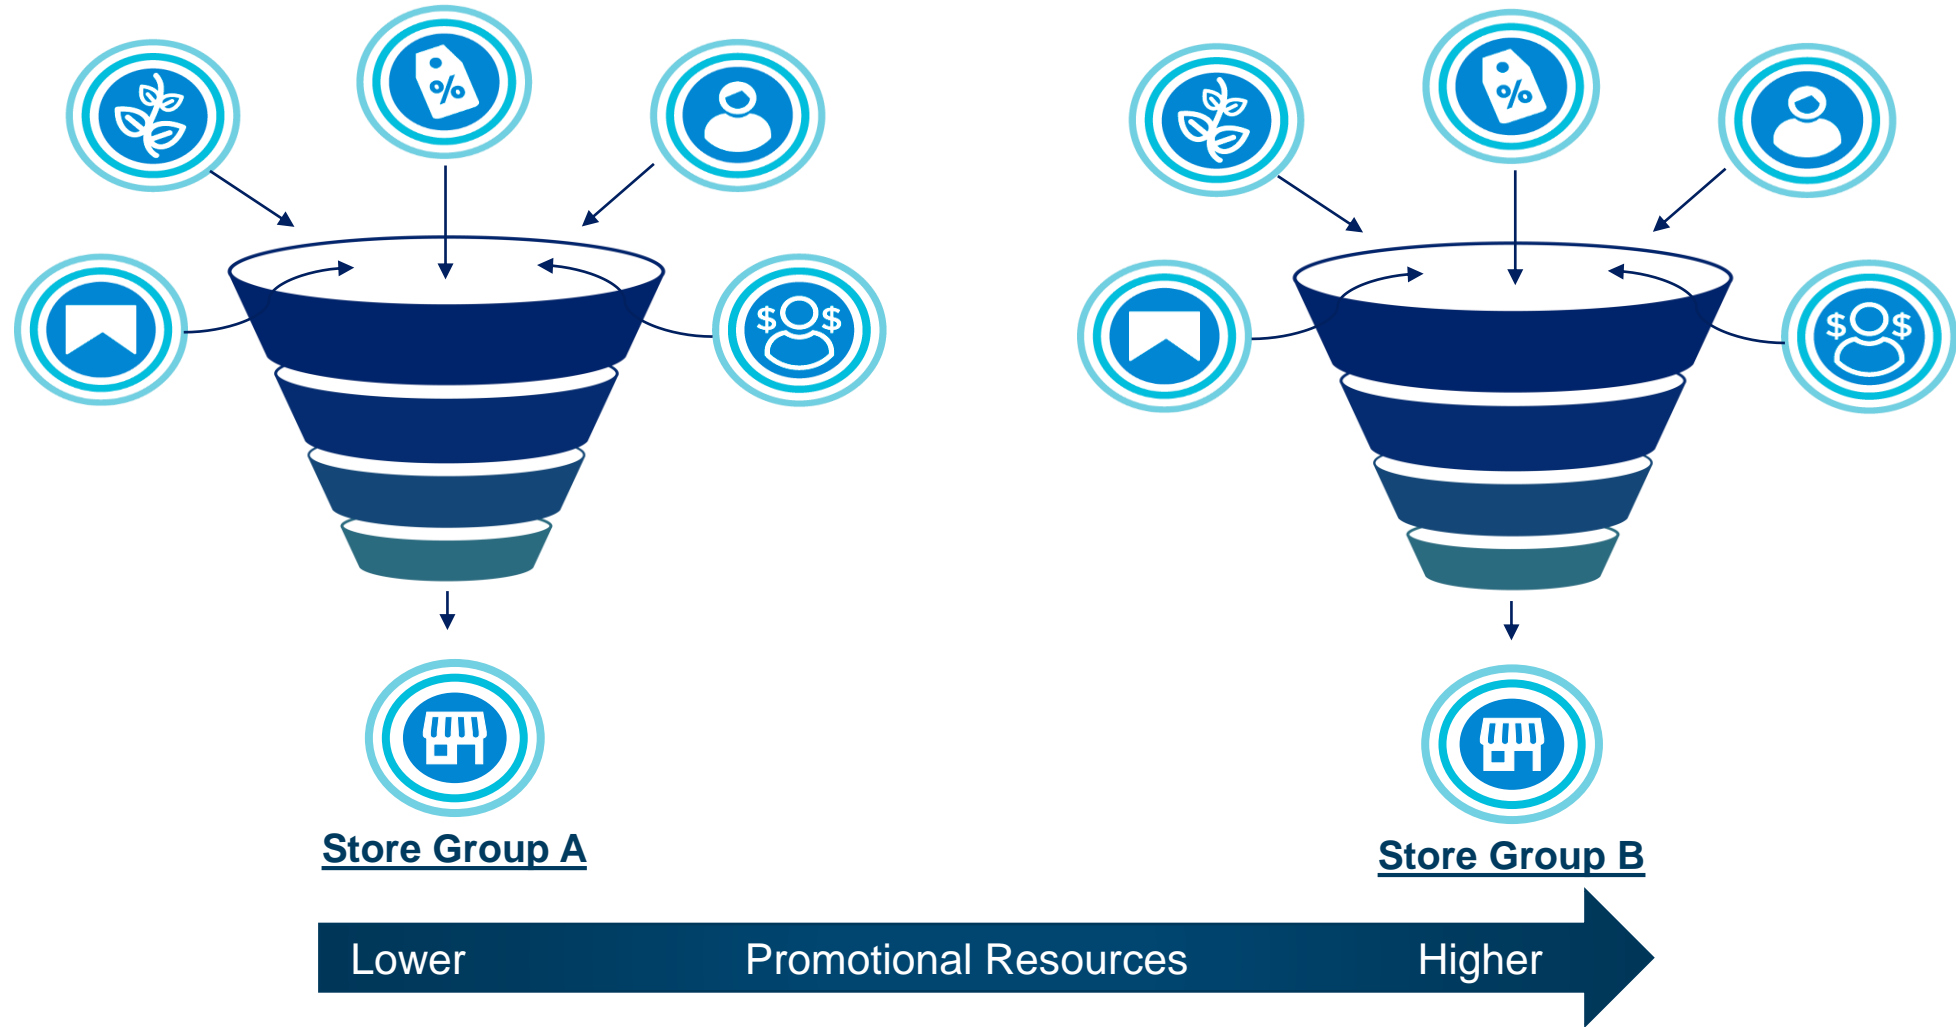 %
%
$ $
$ $
Store Group A
Store Group B
Lower Promotional Resources Higher